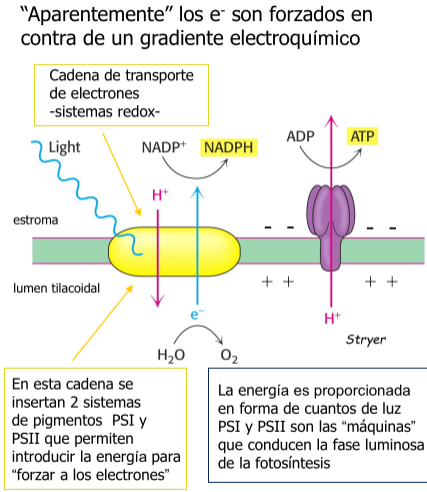 “Aparentemente” los e- son forzados en
contra de un gradiente electroquímico
Cadena de transporte
de electrones
-sistemas redox-
Light
NADP+ NADPH
ADP ATP
H+
estroma
- - - -
lumen tilacoidal
+ + + +
e-
H+
H₂O O₂
Stryer
En esta cadena se
insertan 2 sistemas
de pigmentos PSI y
PSII que permiten
introducir la energía para
“forzar a los electrones”
La energía es proporcionada
en forma de cuantos de luz
PSI y PSII son las “máquinas”
que conducen la fase luminosa
de la fotosíntesis